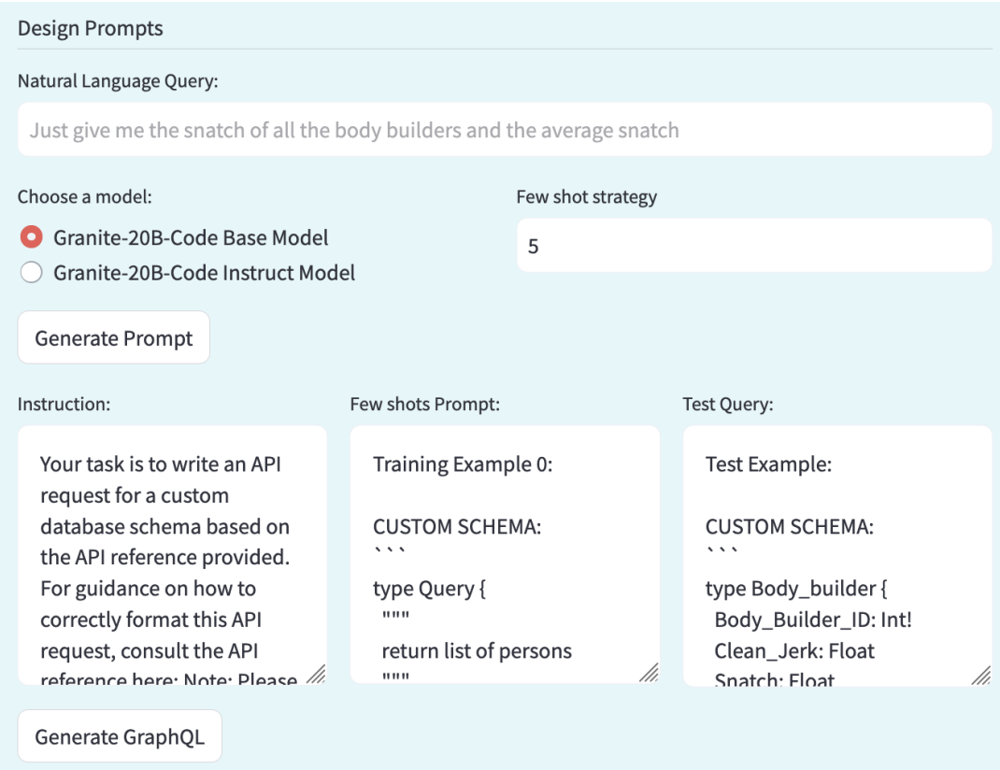 Design Prompts
Natural Language Query:
Just give me the snatch of all the body builders and the average snatch
Choose a model:
Few shot strategy
Granite-20B-Code Base Model
5
Granite-20B-Code Instruct Model
Generate Prompt
Instruction:
Your task is to write an API
request for a custom
database schema based on
the API reference provided.
For guidance on how to
correctly format this API
request, consult the API
reference here: Note: Please
Few shots Prompt:
Training Example 0:
CUSTOM SCHEMA:
```
type Query {
"""
return list of persons
"""
Test Query:
Test Example:
CUSTOM SCHEMA:
```
type Body_builder {
Body_Builder_ID: Int!
Clean_Jerk: Float
Snatch: Float
Generate GraphQL